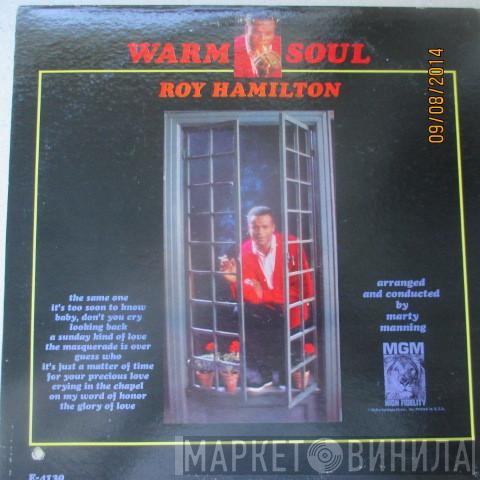 WARM SOUL
ROY HAMILTON
09/08/2014
the same one
it's too soon to know
baby, don't you cry
looking back
a sunday kind of love
the masquerade is over
guess who
it's just a matter of time
for your precious love
crying in the chapel
on my word of honor
the glory of love
arranged
and conducted
by
marty
manning
MGM
HIGH FIDELITY
E-4139
МАРКЕТ ВИНИЛА